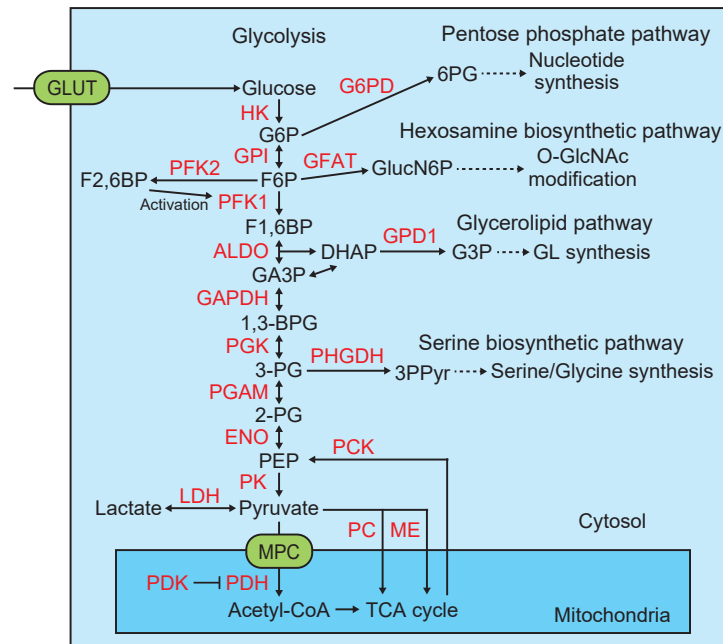 Glycolysis
Pentose phosphate pathway
GLUT
Glucose
G6PD
6PG
Nucleotide
synthesis
HK
G6P
Hexosamine biosynthetic pathway
GPI
GFAT
PFK2
F2,6BP
F6P
GlucN6P
O-GlcNAc
modification
Activation
PFK1
F1,6BP
Glycerolipid pathway
ALDO
DHAP
GPD1
G3P
GL synthesis
GA3P
GAPDH
1,3-BPG
PGK
PHGDH
Serine biosynthetic pathway
3-PG
3PPyr
Serine/Glycine synthesis
PGAM
2-PG
ENO
PCK
PEP
PK
Lactate
LDH
Pyruvate
PC
ME
Cytosol
MPC
PDK
PDH
Acetyl-CoA
TCA cycle
Mitochondria